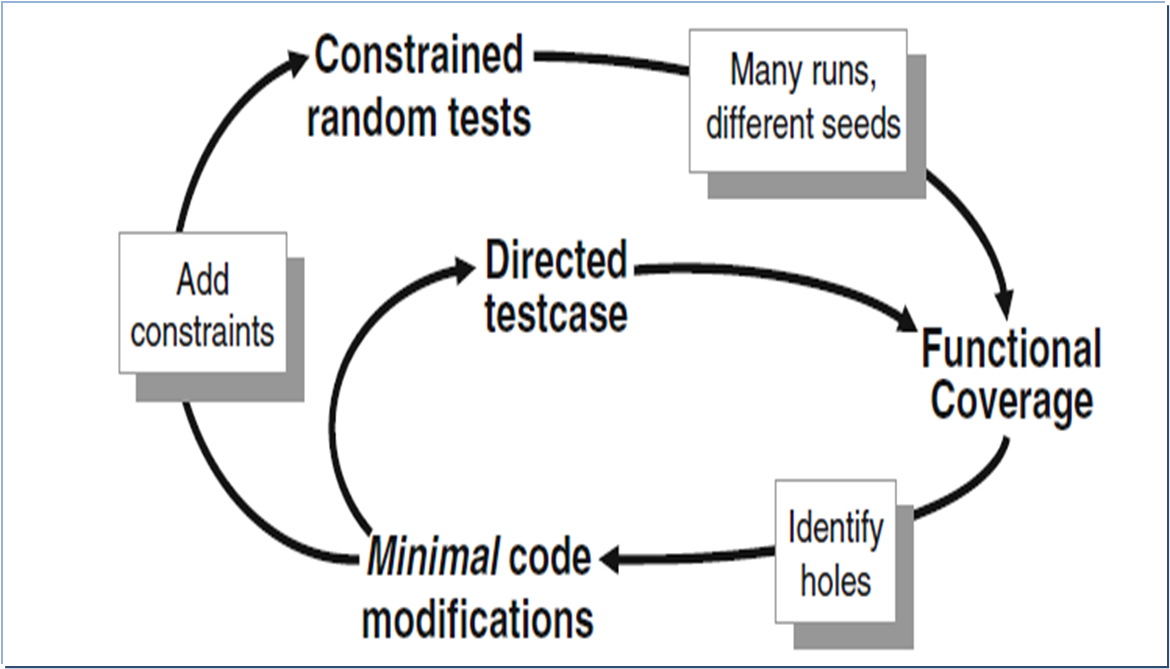 Constrained
random tests
Many runs,
different seeds
Add
constraints
Directed
testcase
Functional
Coverage
Identify
holes
Minimal code
modifications